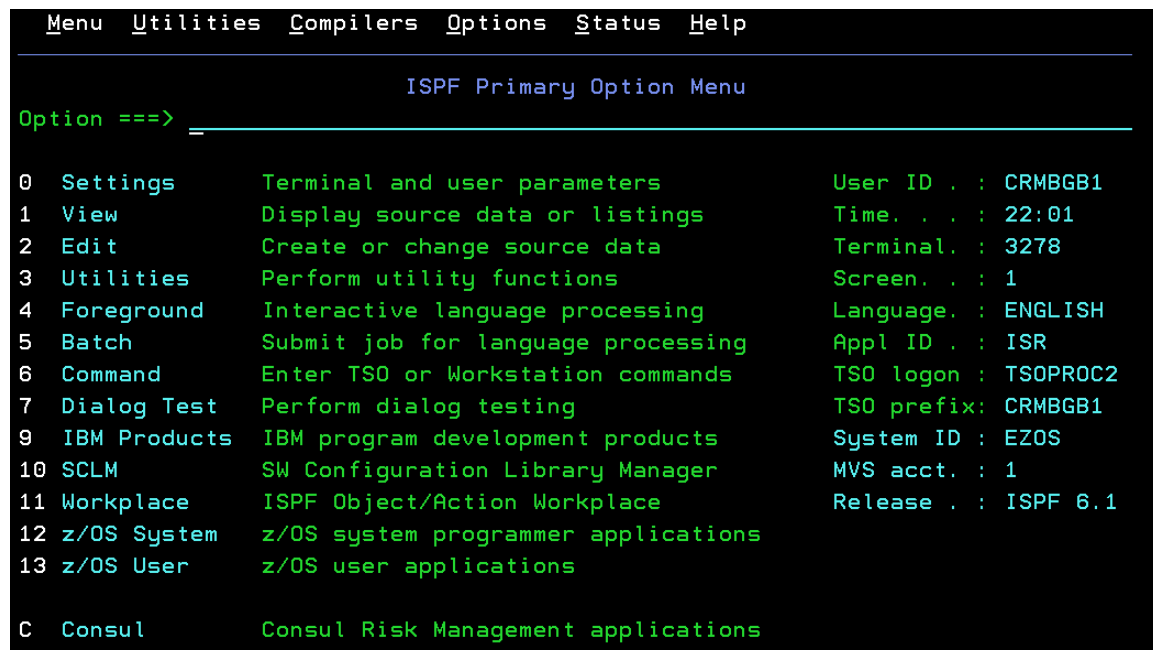 Menu Utilities Compilers Options Status Help
ISPF Primary Option Menu
Option ===>
0 Settings Terminal and user parameters User ID . : CRMBGB1
1 View Display source data or listings Time. . . : 22:01
2 Edit Create or change source data Terminal. : 3278
3 Utilities Perform utility functions Screen. . : 1
4 Foreground Interactive language processing Language. : ENGLISH
5 Batch Submit job for language processing Appl ID . : ISR
6 Command Enter TSO or Workstation commands TSO logon : TSOPROC2
7 Dialog Test Perform dialog testing TSO prefix: CRMBGB1
9 IBM Products IBM program development products System ID : EZOS
10 SCLM SW Configuration Library Manager MVS acct. : 1
11 Workplace ISPF Object/Action Workplace Release . : ISPF 6.1
12 z/OS System z/OS system programmer applications
13 z/OS User z/OS user applications
C Consul Consul Risk Management applications